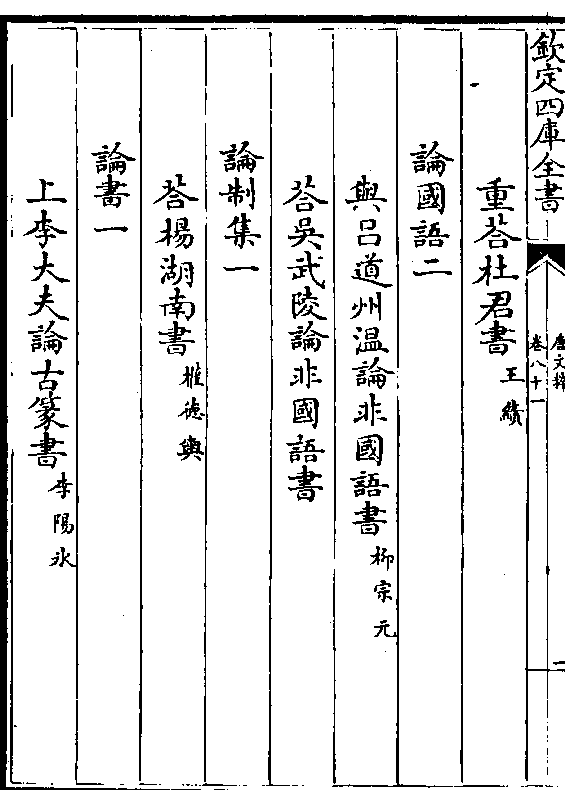 欽定四庫全書
唐文粹
卷八十一
二
重荅杜君書 王績
論國語二
與吕道州温論非國語書 柳宗元
荅吳武陵論非國語書
論制集一
荅楊湖南書 權德輿
論書一
上李大夫論古篆書 李陽氷